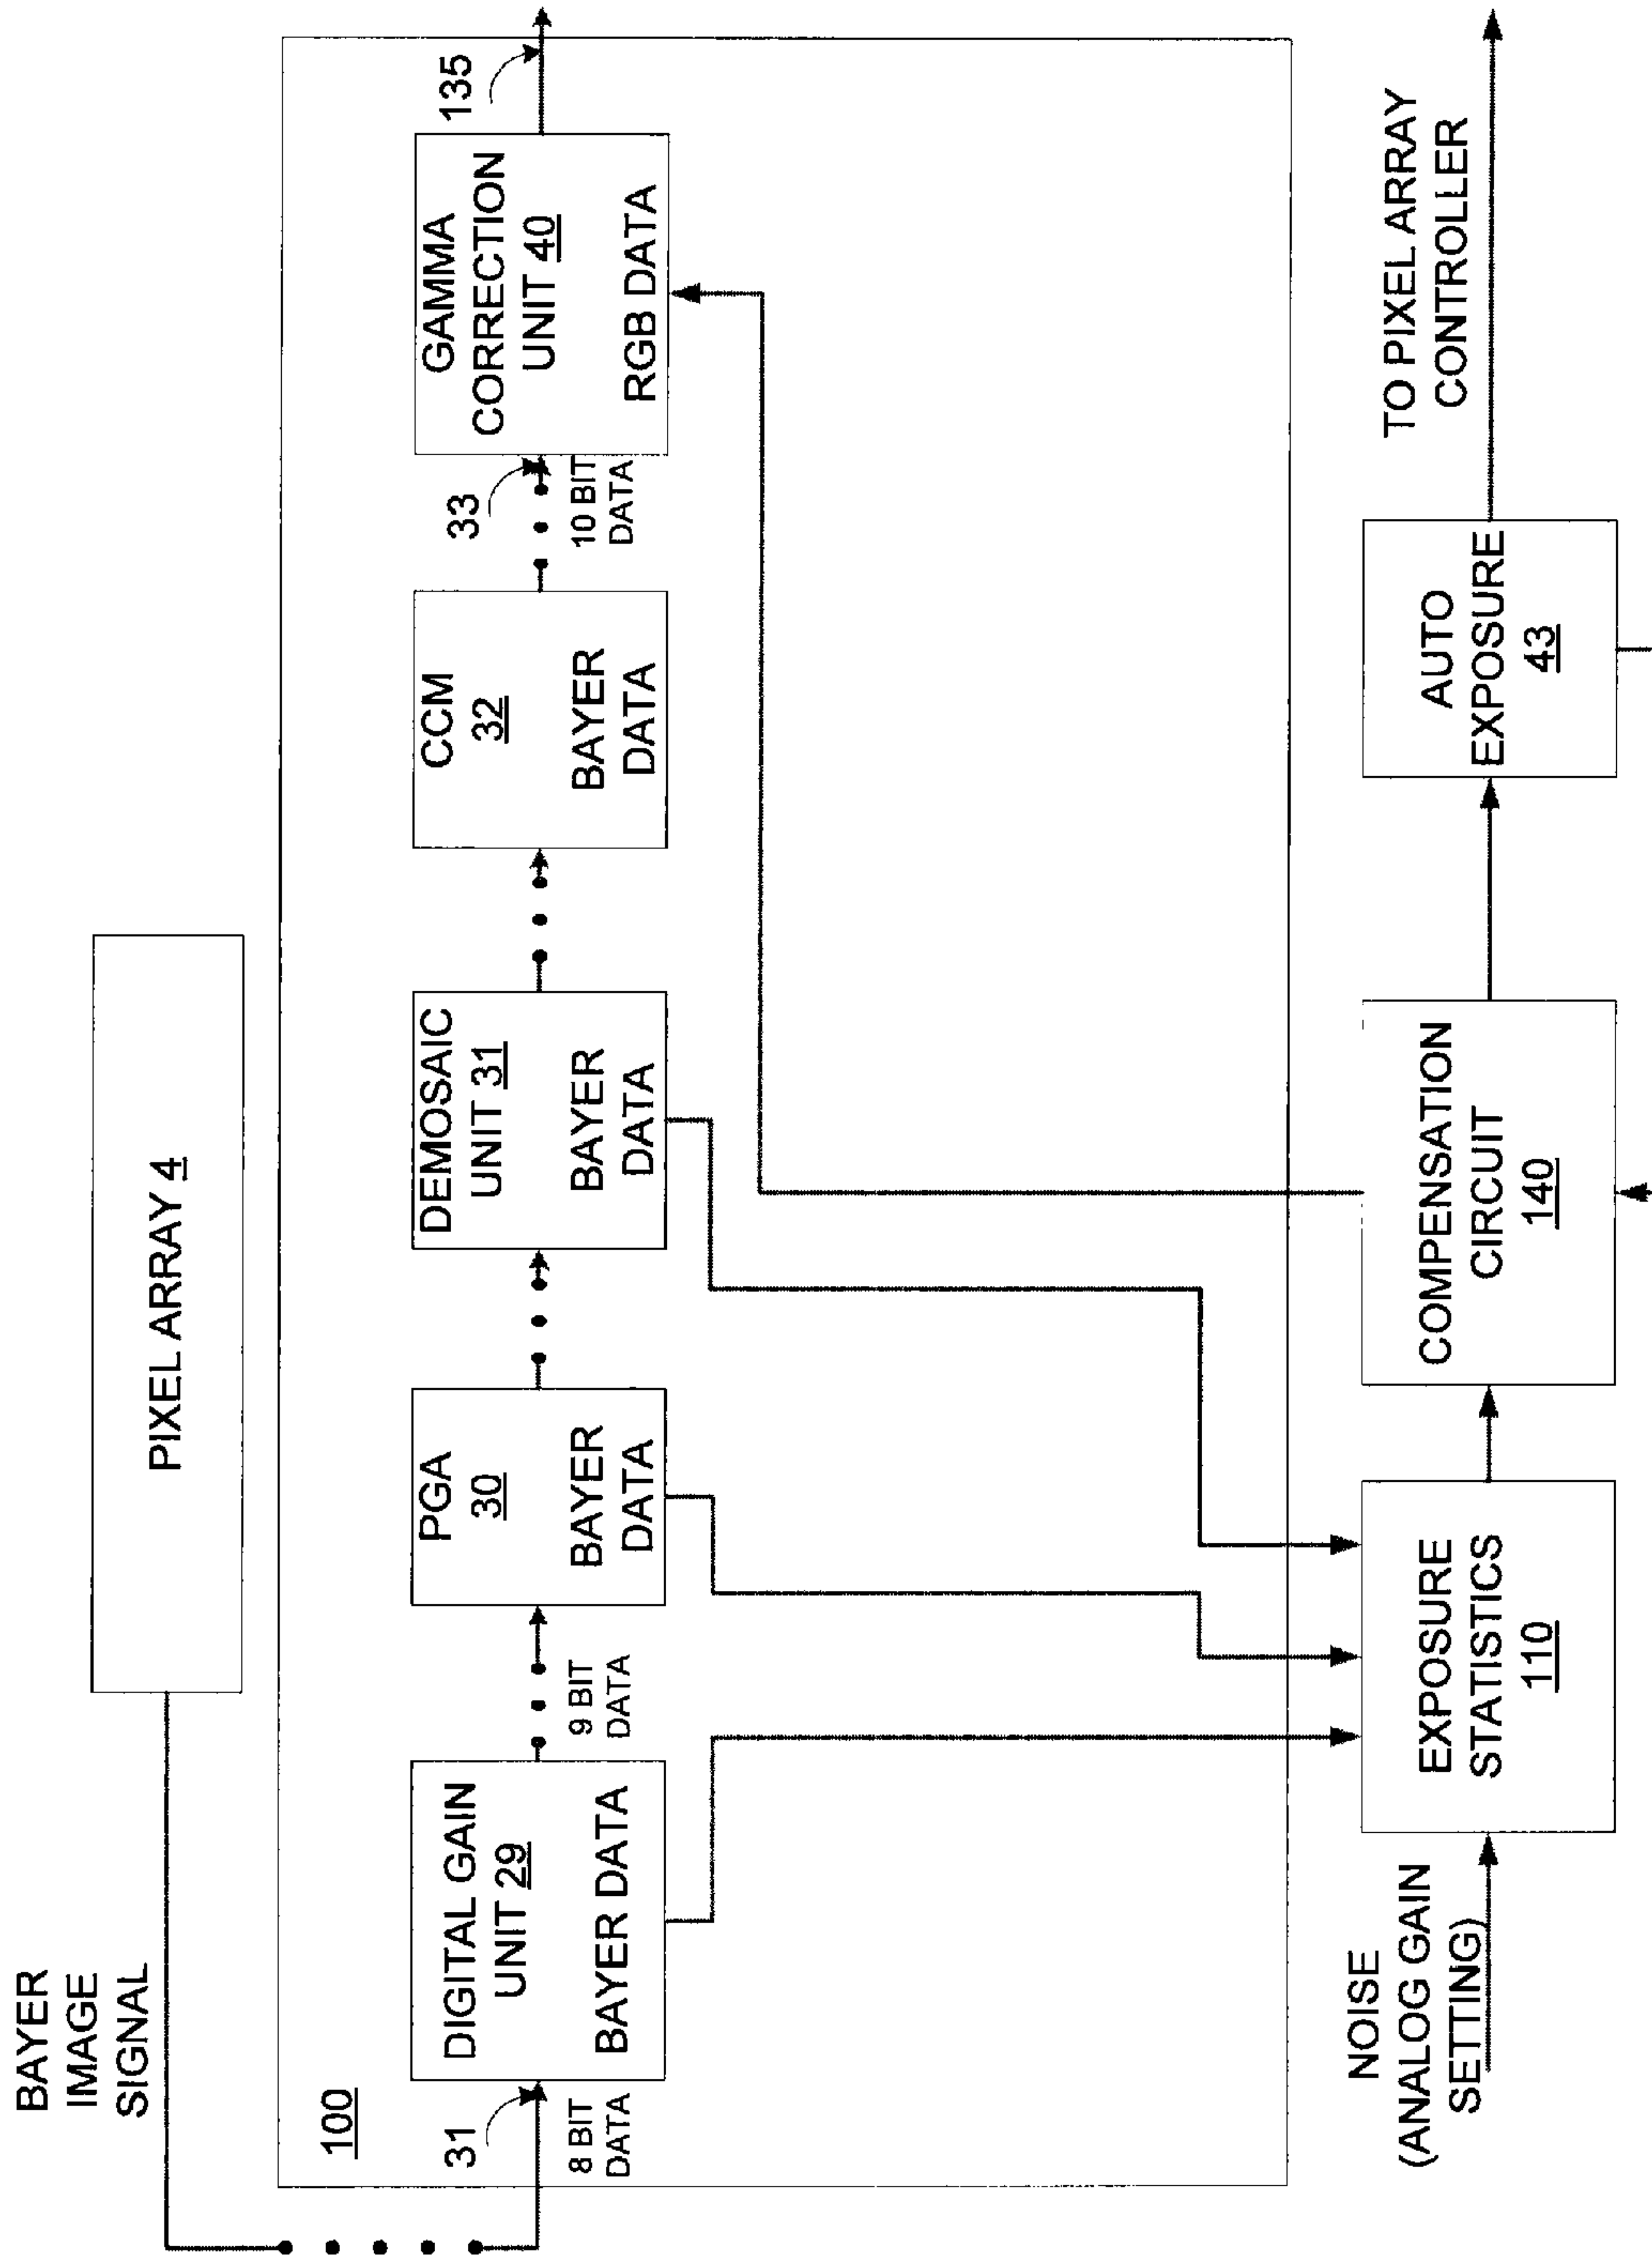 BAYER
IMAGE
SIGNAL
PIXEL ARRAY 4
100
31
8 BIT
DATA
DIGITAL GAIN
UNIT 29
BAYER DATA
9 BIT
DATA
PGA
30
BAYER
DATA
DEMOSAIC
UNIT 31
BAYER
DATA
CCM
32
BAYER
DATA
33
10 BIT
DATA
GAMMA
CORRECTION
UNIT 40
RGB DATA
135
NOISE
(ANALOG GAIN
SETTING)
EXPOSURE
STATISTICS
110
COMPENSATION
CIRCUIT
140
AUTO
EXPOSURE
43
TO PIXEL ARRAY
CONTROLLER